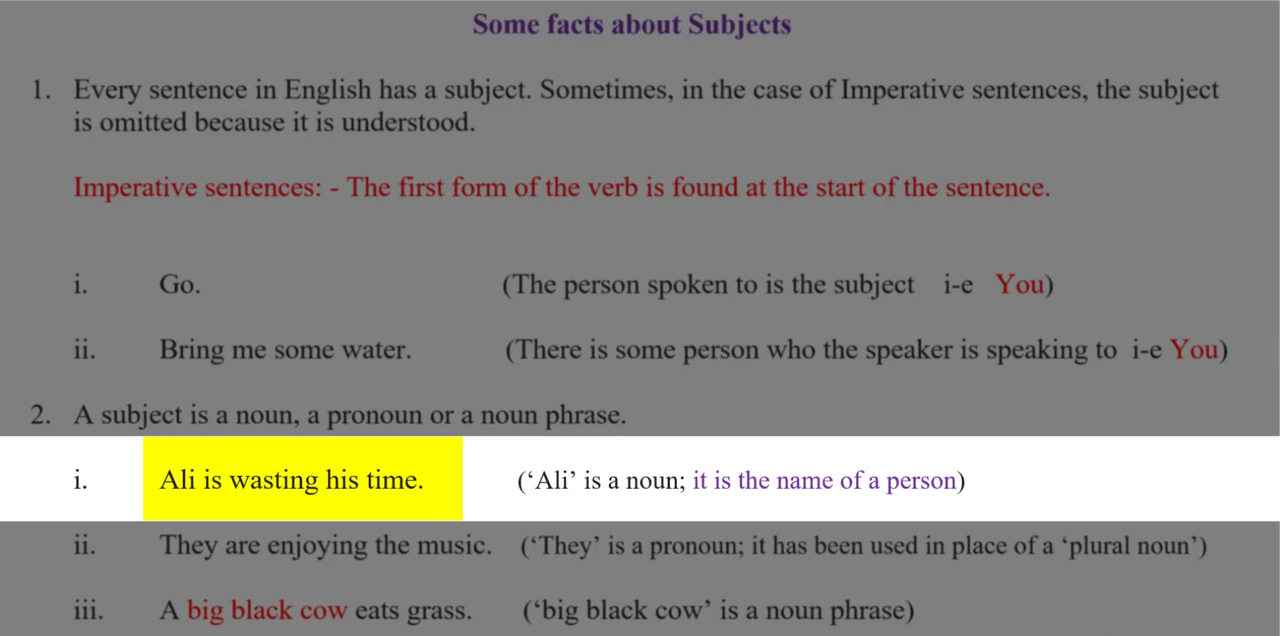 Some facts about Subjects
1. Every sentence in English has a subject. Sometimes, in the case of Imperative sentences, the subject
is omitted because it is understood.
Imperative sentences: - The first form of the verb is found at the start of the sentence.
i. Go. (The person spoken to is the subject i-e You)
ii. Bring me some water. (There is some person who the speaker is speaking to i-e You)
2. A subject is a noun, a pronoun or a noun phrase.
i. Ali is wasting his time. (‘Ali’ is a noun; it is the name of a person)
ii. They are enjoying the music. (‘They’ is a pronoun; it has been used in place of a ‘plural noun’)
iii. A big black cow eats grass. (‘big black cow’ is a noun phrase)